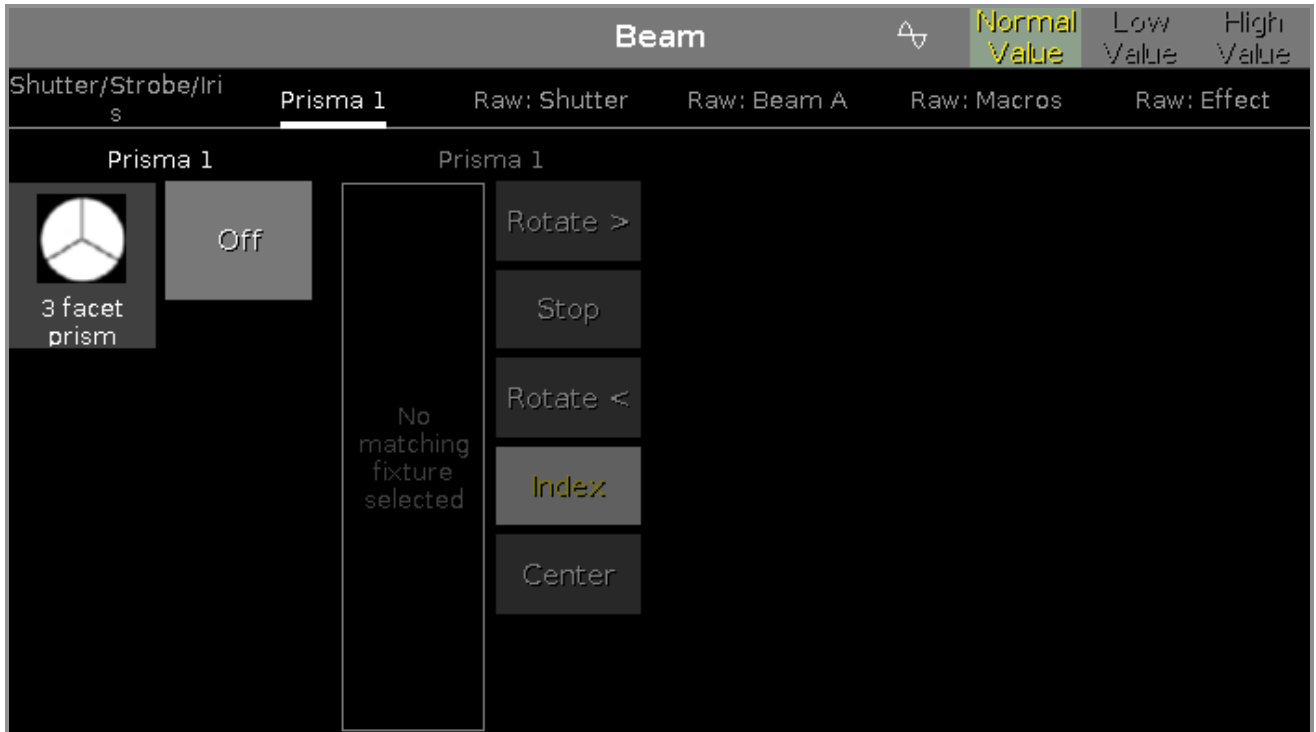 Beam
Normal
Value
Low
Value
High
Value
Shutter/Strobe/Iri
s
Prisma 1
Raw: Shutter
Raw: Beam A
Raw: Macros
Raw: Effect
Prisma 1
3 facet
prism
Off
Prisma 1
No
matching
fixture
selected
Rotate >
Stop
Rotate <
Index
Center